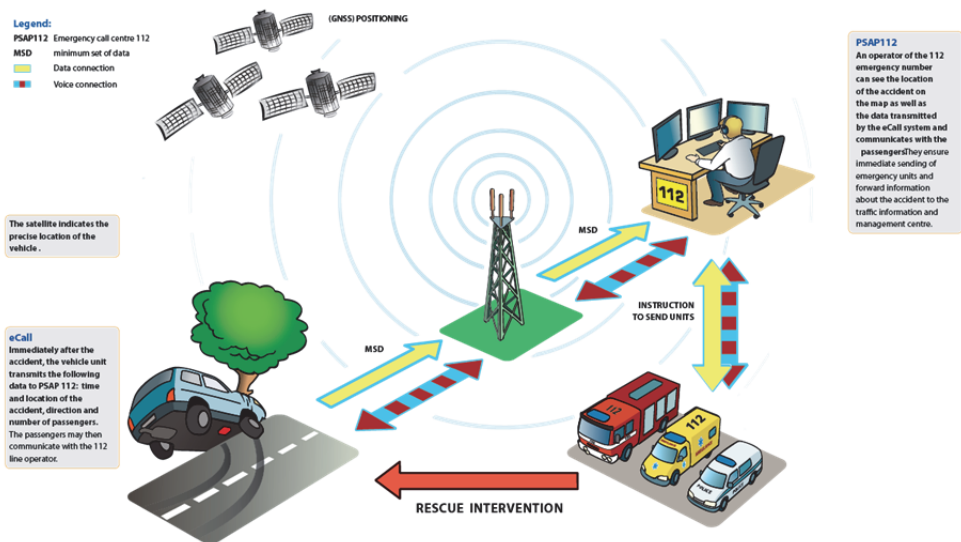 Legend:
PSAP112 Emergency call centre 112
MSD minimum set of data
Data connection
Voice connection
(GNSS) POSITIONING
PSAP112
An operator of the 112
emergency number
can see the location
of the accident on
the map as well as
the data transmitted
by the eCall system and
communicates with the
passengersThey ensure
immediate sending of
emergency units and
forward information
about the accident to the
traffic information and
management centre.
112
The satellite indicates the
precise location of the
vehicle .
MSD
INSTRUCTION
TO SEND UNITS
eCall
Immediately after the
accident, the vehicle unit
transmits the following
data to PSAP 112: time
and location of the
accident, direction and
number of passengers.
The passengers may then
communicate with the 112
line operator.
MSD
112
112
POLICE
RESCUE INTERVENTION